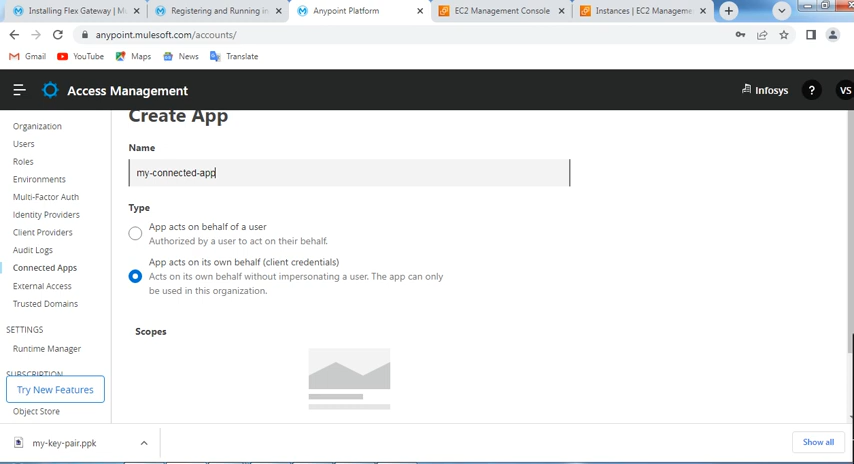 Installing Flex Gateway | M
Registering and Running in
Anypoint Platform
EC2 Management Console
Instances | EC2 Manageme
anypoint.mulesoft.com/accounts/
Gmail
YouTube
Maps
News
Translate
Access Management
Infosys
?
VS
Organization
Users
Roles
Environments
Multi-Factor Auth
Identity Providers
Client Providers
Audit Logs
Connected Apps
External Access
Trusted Domains
SETTINGS
Runtime Manager
SUBSCRIPTION
Try New Features
Object Store
Create App
Name
my-connected-app
Type
App acts on behalf of a user
Authorized by a user to act on their behalf.
App acts on its own behalf (client credentials)
Acts on its own behalf without impersonating a user. The app can only
be used in this organization.
Scopes
my-key-pair.ppk
Show all